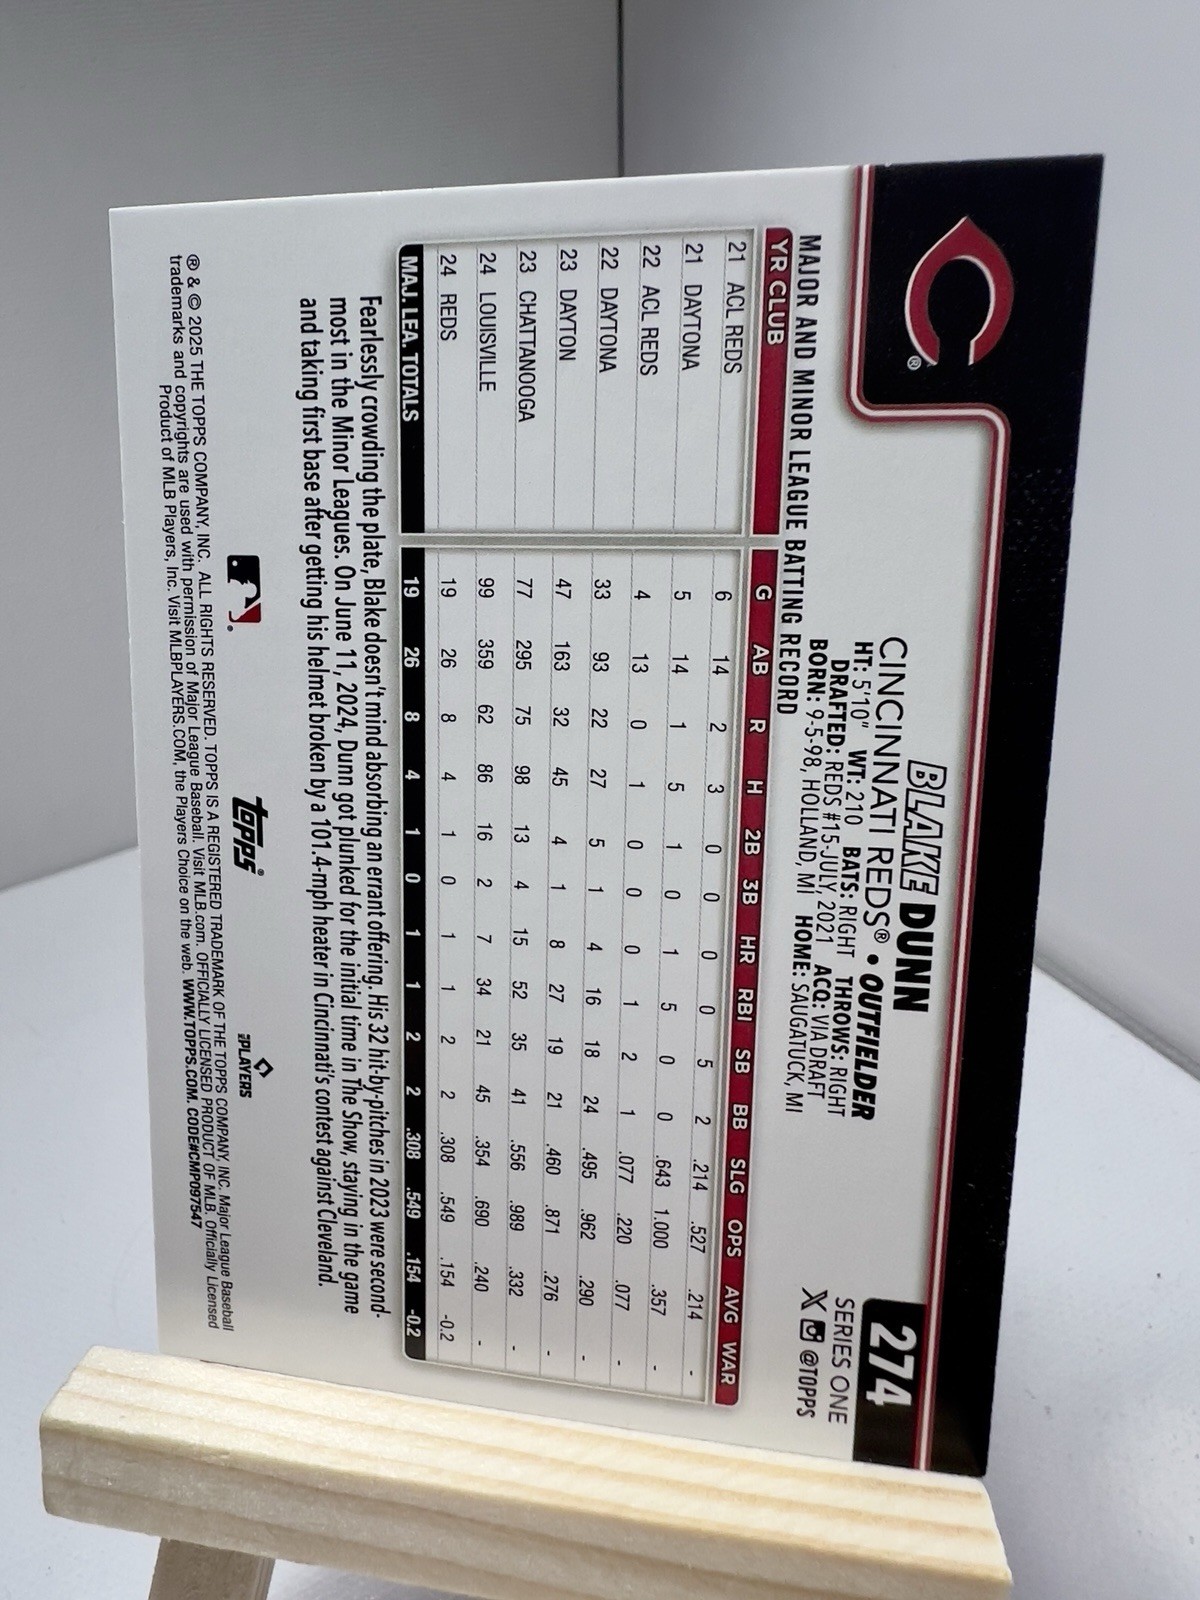 274
SERIES ONE
X @TOPPS
BLAKE DUNN
CINCINNATI REDS® • OUTFIELDER
HT: 5'10" WT: 210 BATS: RIGHT THROWS: RIGHT
DRAFTED: REDS #15-JULY, 2021 ACQ: VIA DRAFT
BORN: 9-5-98, HOLLAND, MI HOME: SAUGATUCK, MI
C®
MAJOR AND MINOR LEAGUE BATTING RECORD
YR CLUB G AB R H 2B 3B HR RBI SB BB SLG OPS AVG WAR
21 ACL REDS 6 14 2 3 0 0 0 0 5 2 .214 .527 .214 -
21 DAYTONA 5 14 1 5 1 0 1 5 0 0 .643 1.000 .357 -
22 ACL REDS 4 13 0 1 0 0 0 1 2 1 .077 .220 .077 -
22 DAYTONA 33 93 22 27 5 1 4 16 18 24 .495 .962 .290 -
23 DAYTON 47 163 32 45 4 1 8 27 19 21 .460 .871 .276 -
23 CHATTANOOGA 77 295 75 98 13 4 15 52 35 41 .556 .989 .332 -
24 LOUISVILLE 99 359 62 86 16 2 7 34 21 45 .354 .690 .240 -
24 REDS 19 26 8 4 1 0 1 1 2 2 .308 .549 .154 -0.2
MAJ. LEA. TOTALS 19 26 8 4 1 0 1 1 2 2 .308 .549 .154 -0.2
Fearlessly crowding the plate, Blake doesn't mind absorbing an errant offering. His 32 hit-by-pitches in 2023 were second-
most in the Minor Leagues. On June 11, 2024, Dunn got plunked for the initial time in The Show, staying in the game
and taking first base after getting his helmet broken by a 101.4-mph heater in Cincinnati's contest against Cleveland.
topps®
PLAYERS
® & © 2025 THE TOPPS COMPANY, INC. ALL RIGHTS RESERVED. TOPPS IS A REGISTERED TRADEMARK OF THE TOPPS COMPANY, INC. Major League Baseball
trademarks and copyrights are used with permission of Major League Baseball. Visit MLB.com. OFFICIALLY LICENSED PRODUCT OF MLB. Officially Licensed
Product of MLB Players, Inc. Visit MLBPLAYERS.COM, the Players Choice on the web. WWW.TOPPS.COM. CODE#CMP097547